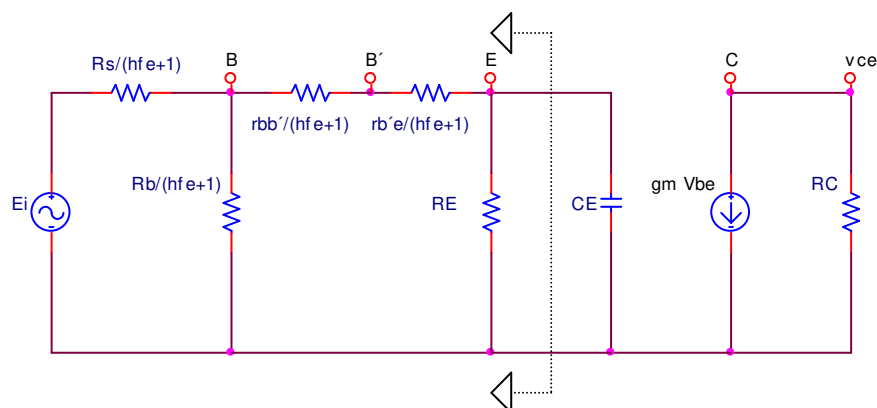 Rs/(hfe+1)
B
B´
E
C
vce
rbb´/(hfe+1)
rb´e/(hfe+1)
Rb/(hfe+1)
Ei
RE
CE
gm Vbe
RC